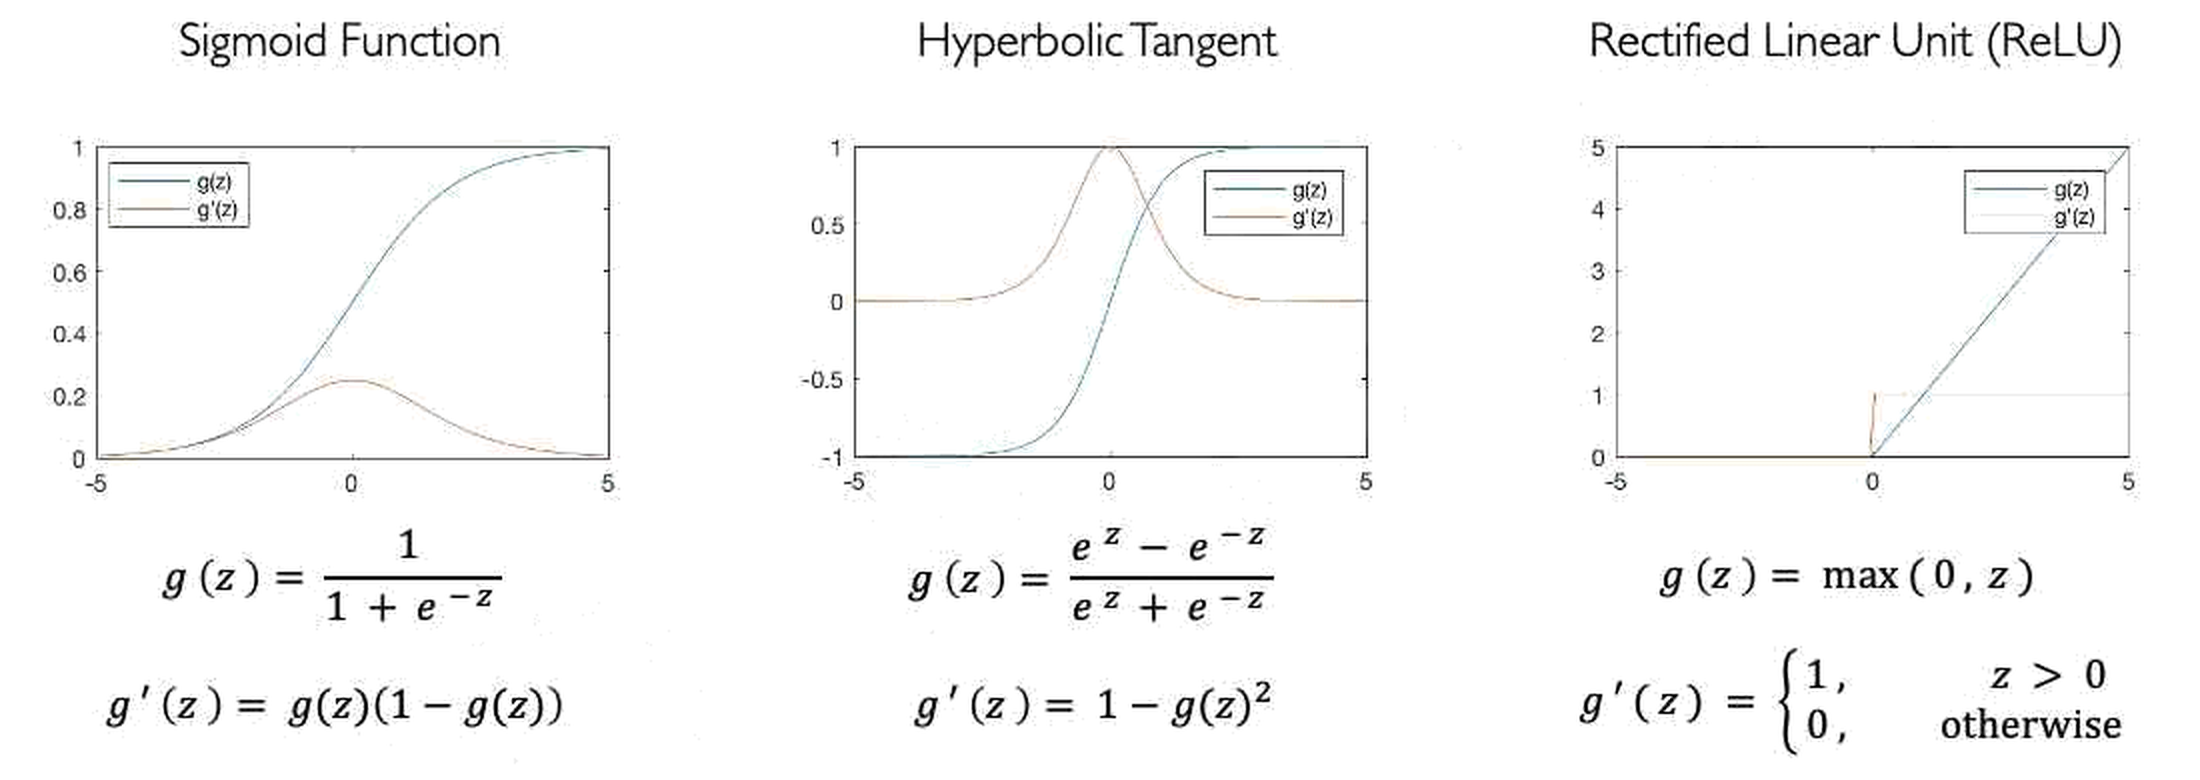 Sigmoid Function
1
0.8
0.6
0.4
0.2
0
-5
0
5
g(z)
g'(z)
g(z) = 1 / (1 + e^{-z})
g'(z) = g(z)(1 − g(z))
Hyperbolic Tangent
1
0.5
0
-0.5
-1
-5
0
5
g(z)
g'(z)
g(z) = (e^z − e^{-z}) / (e^z + e^{-z})
g'(z) = 1 − g(z)^2
Rectified Linear Unit (ReLU)
5
4
3
2
1
0
-5
0
5
g(z)
g'(z)
g(z) = max(0, z)
g'(z) = { 1, z > 0
0, otherwise